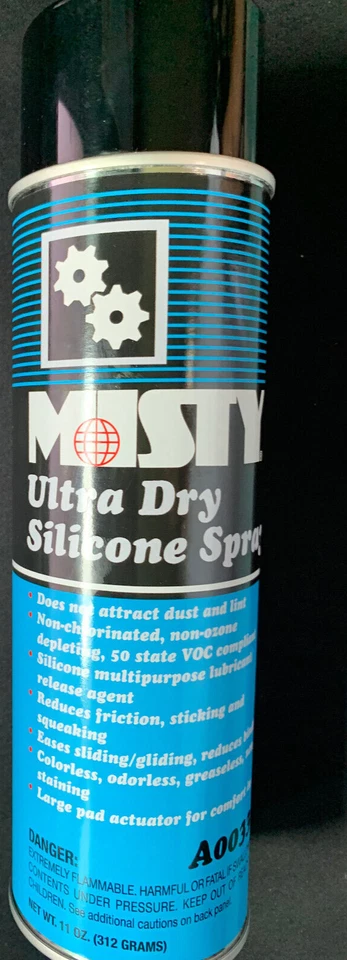 MISTY
Ultra Dry
Silicone Spray
• Does not attract dust and lint
• Non-chlorinated, non-ozone
depleting, 50 state VOC compliant
• Silicone multipurpose lubricant
release agent
• Reduces friction, sticking and
squeaking
• Eases sliding/gliding, reduces
• Colorless, odorless, greaseless,
staining
• Large pad actuator for comfort
DANGER:
A003
EXTREMELY FLAMMABLE. HARMFUL OR FATAL IF
CONTENTS UNDER PRESSURE. KEEP OUT OF
CHILDREN. See additional cautions on back panel.
NET WT. 11 OZ. (312 GRAMS)